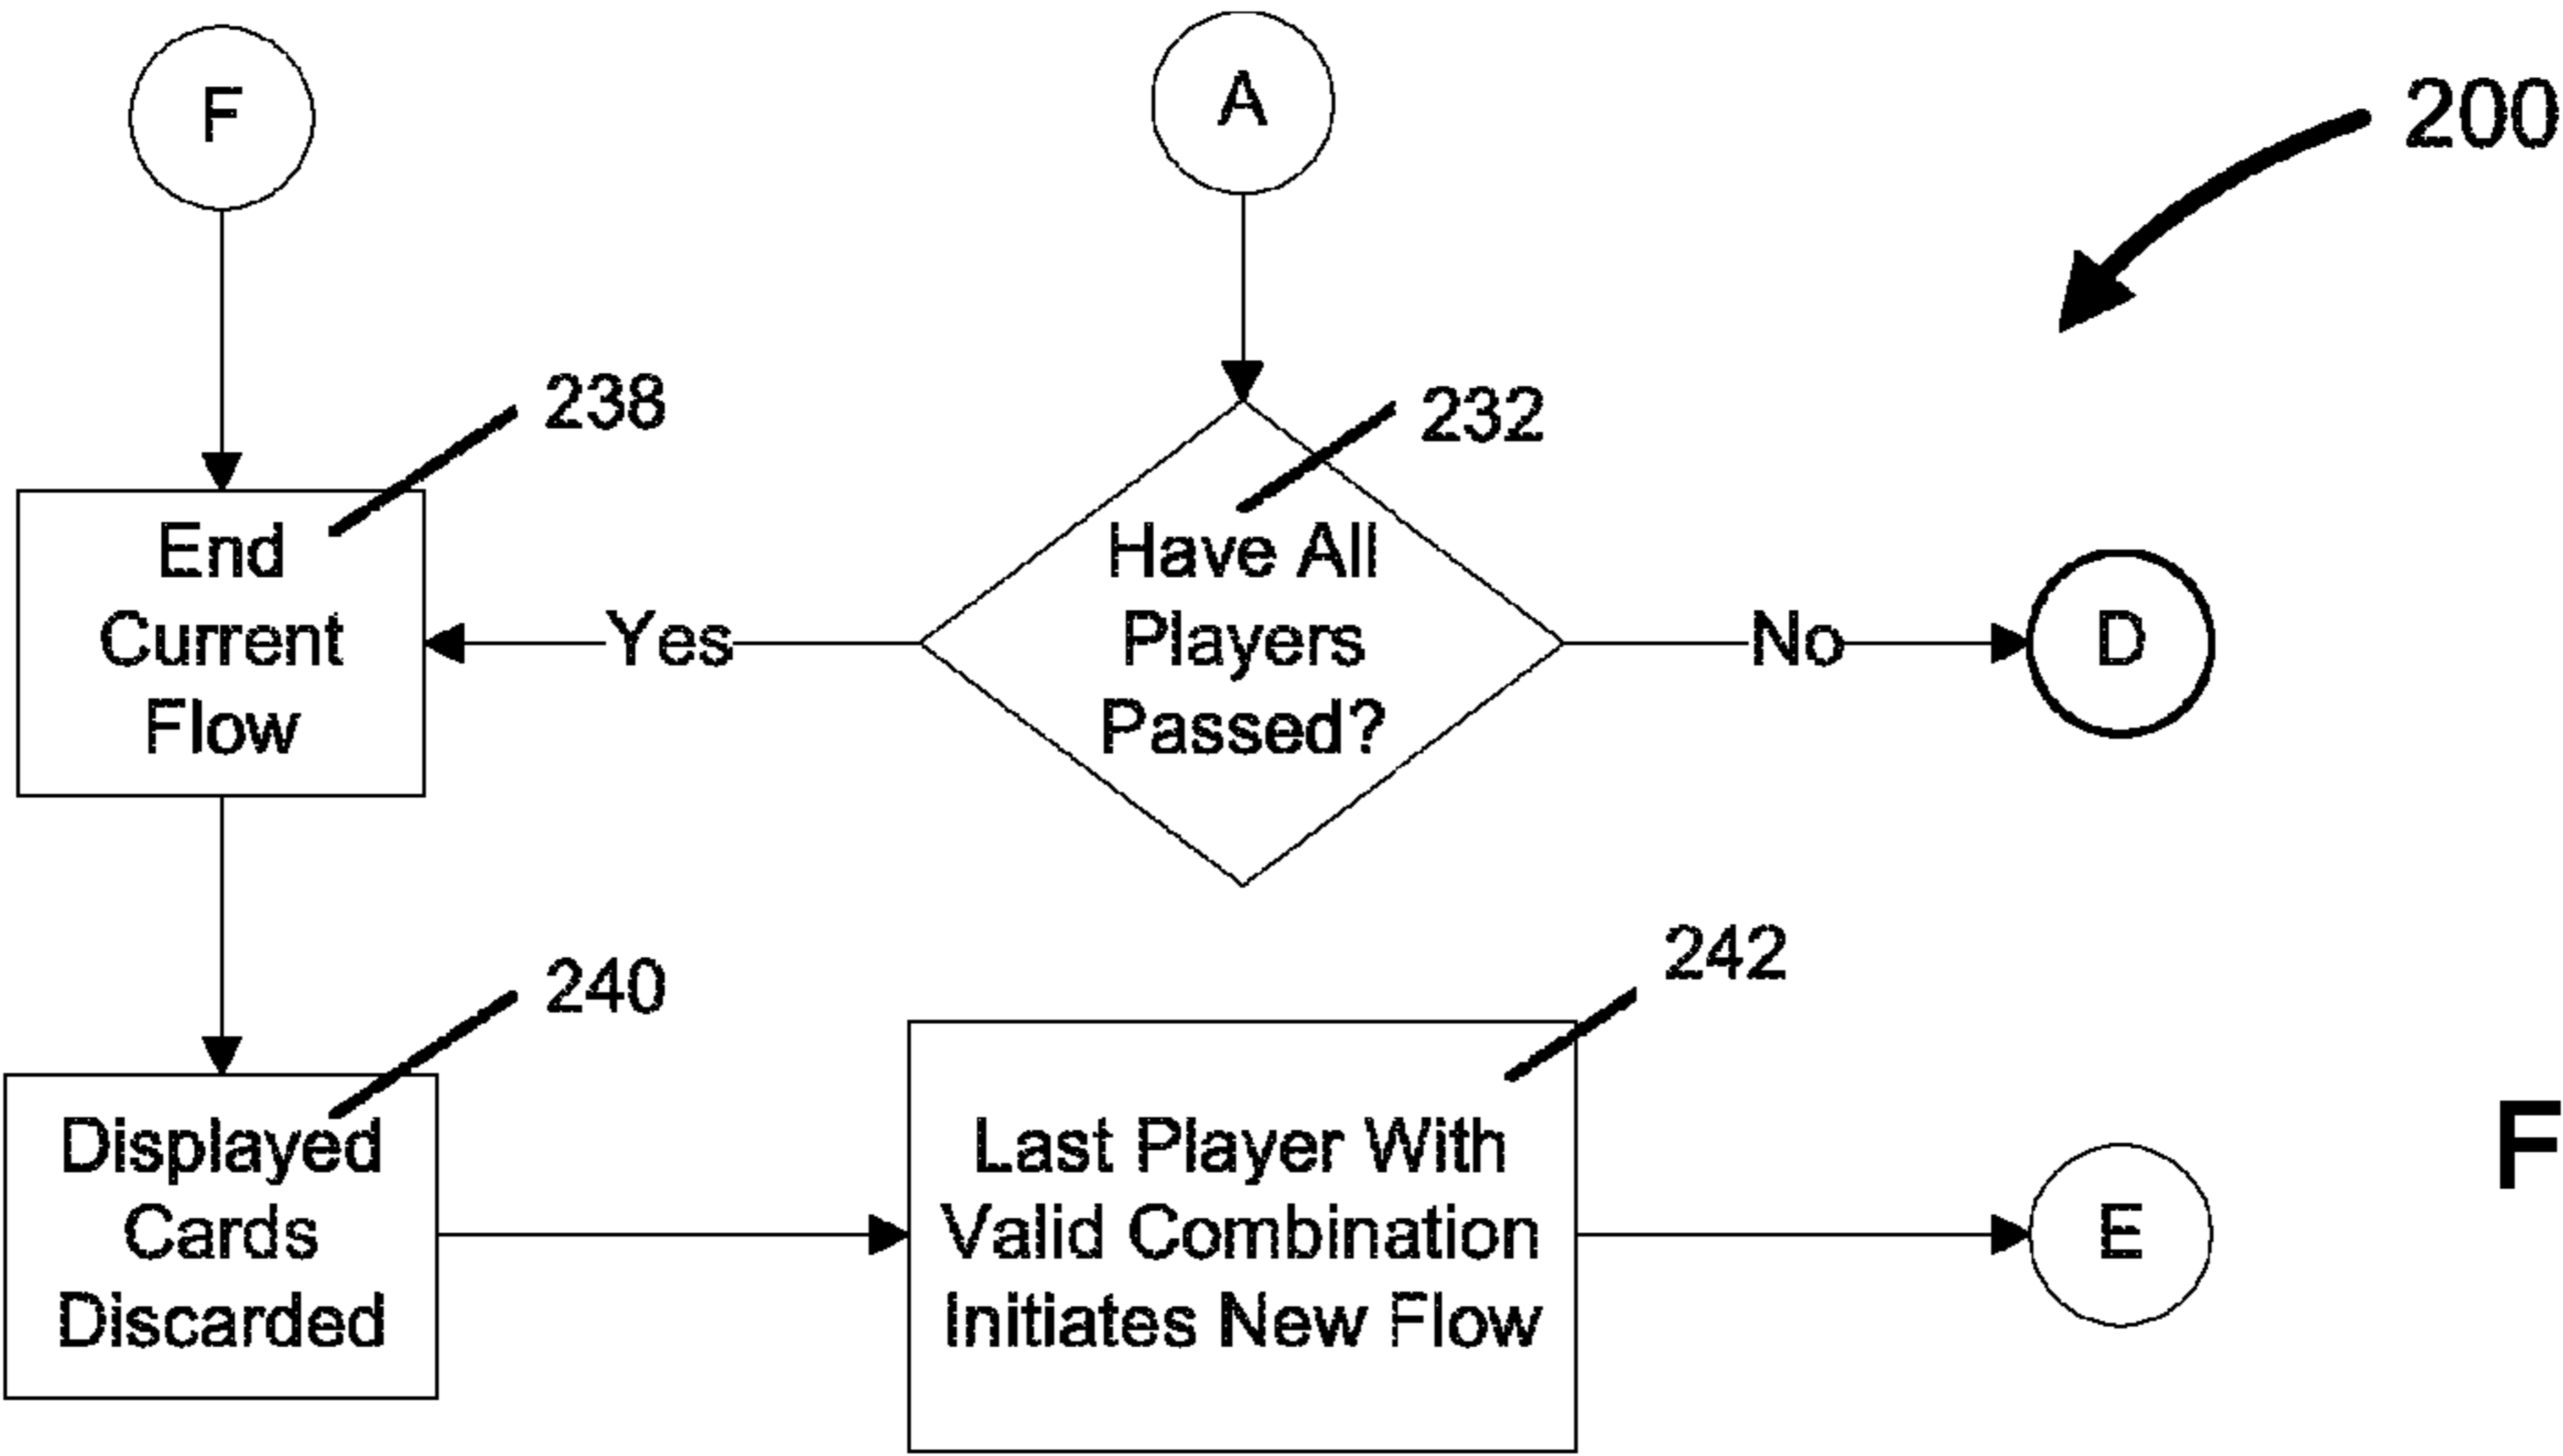 F
A
200
238
232
End
Current
Flow
Yes
Have All
Players
Passed?
No
D
240
242
Displayed
Cards
Discarded
Last Player With
Valid Combination
Initiates New Flow
E
F